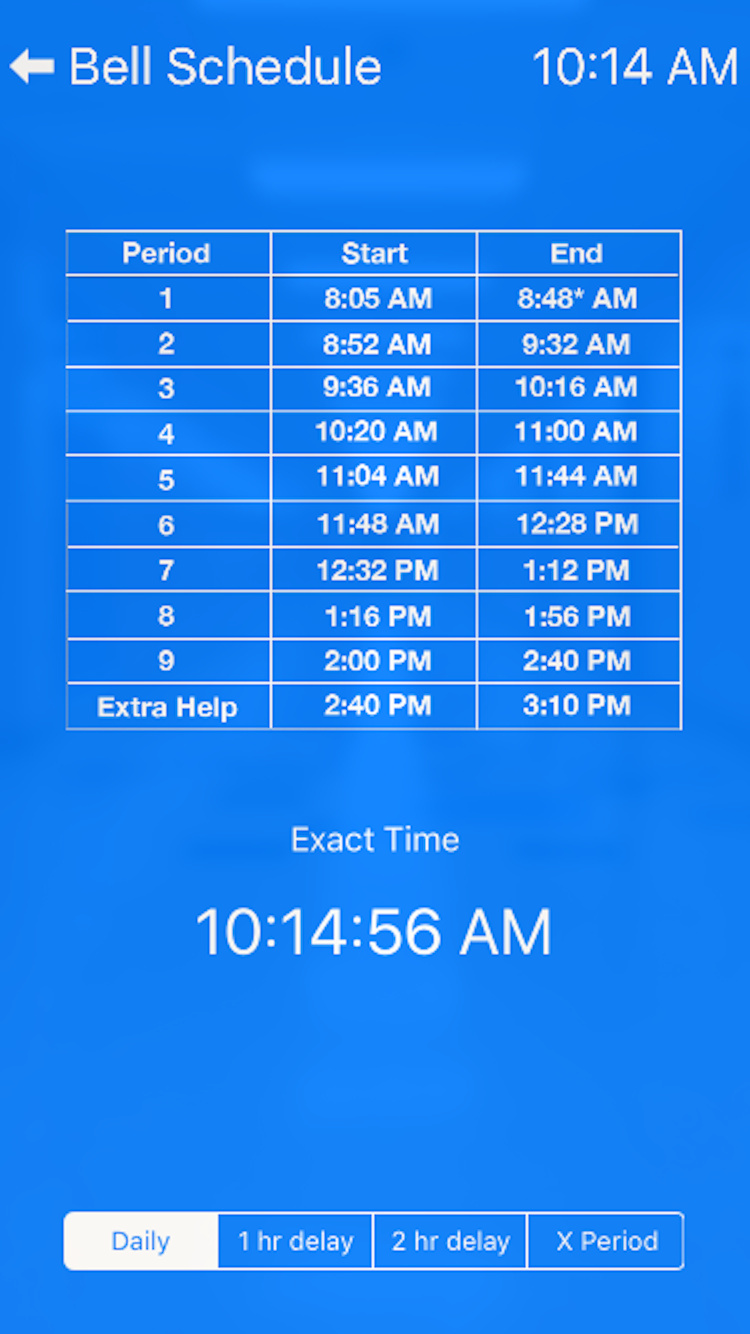 Bell Schedule 10:14 AM
Period Start End
1 8:05 AM 8:48* AM
2 8:52 AM 9:32 AM
3 9:36 AM 10:16 AM
4 10:20 AM 11:00 AM
5 11:04 AM 11:44 AM
6 11:48 AM 12:28 PM
7 12:32 PM 1:12 PM
8 1:16 PM 1:56 PM
9 2:00 PM 2:40 PM
Extra Help 2:40 PM 3:10 PM
Exact Time
10:14:56 AM
Daily 1 hr delay 2 hr delay X Period